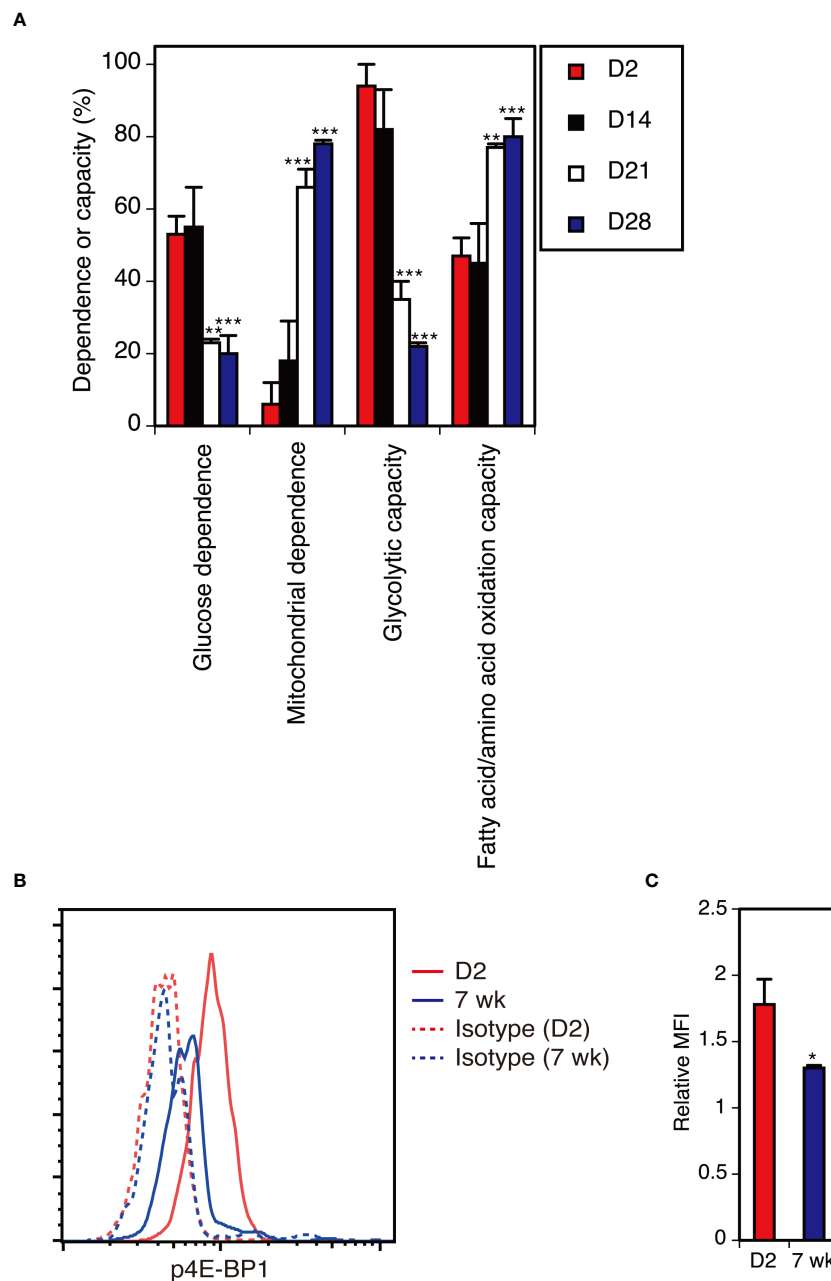 A
Dependence or capacity (%)
100
80
60
40
20
0
** ***
*** ***
*** ***
** ***
Glucose dependence
Mitochondrial dependence
Glycolytic capacity
Fatty acid/amino acid oxidation capacity
D2
D14
D21
D28
B
p4E-BP1
D2
7 wk
Isotype (D2)
Isotype (7 wk)
C
Relative MFI
2.5
2
1.5
1
0.5
0
*
D2 7 wk